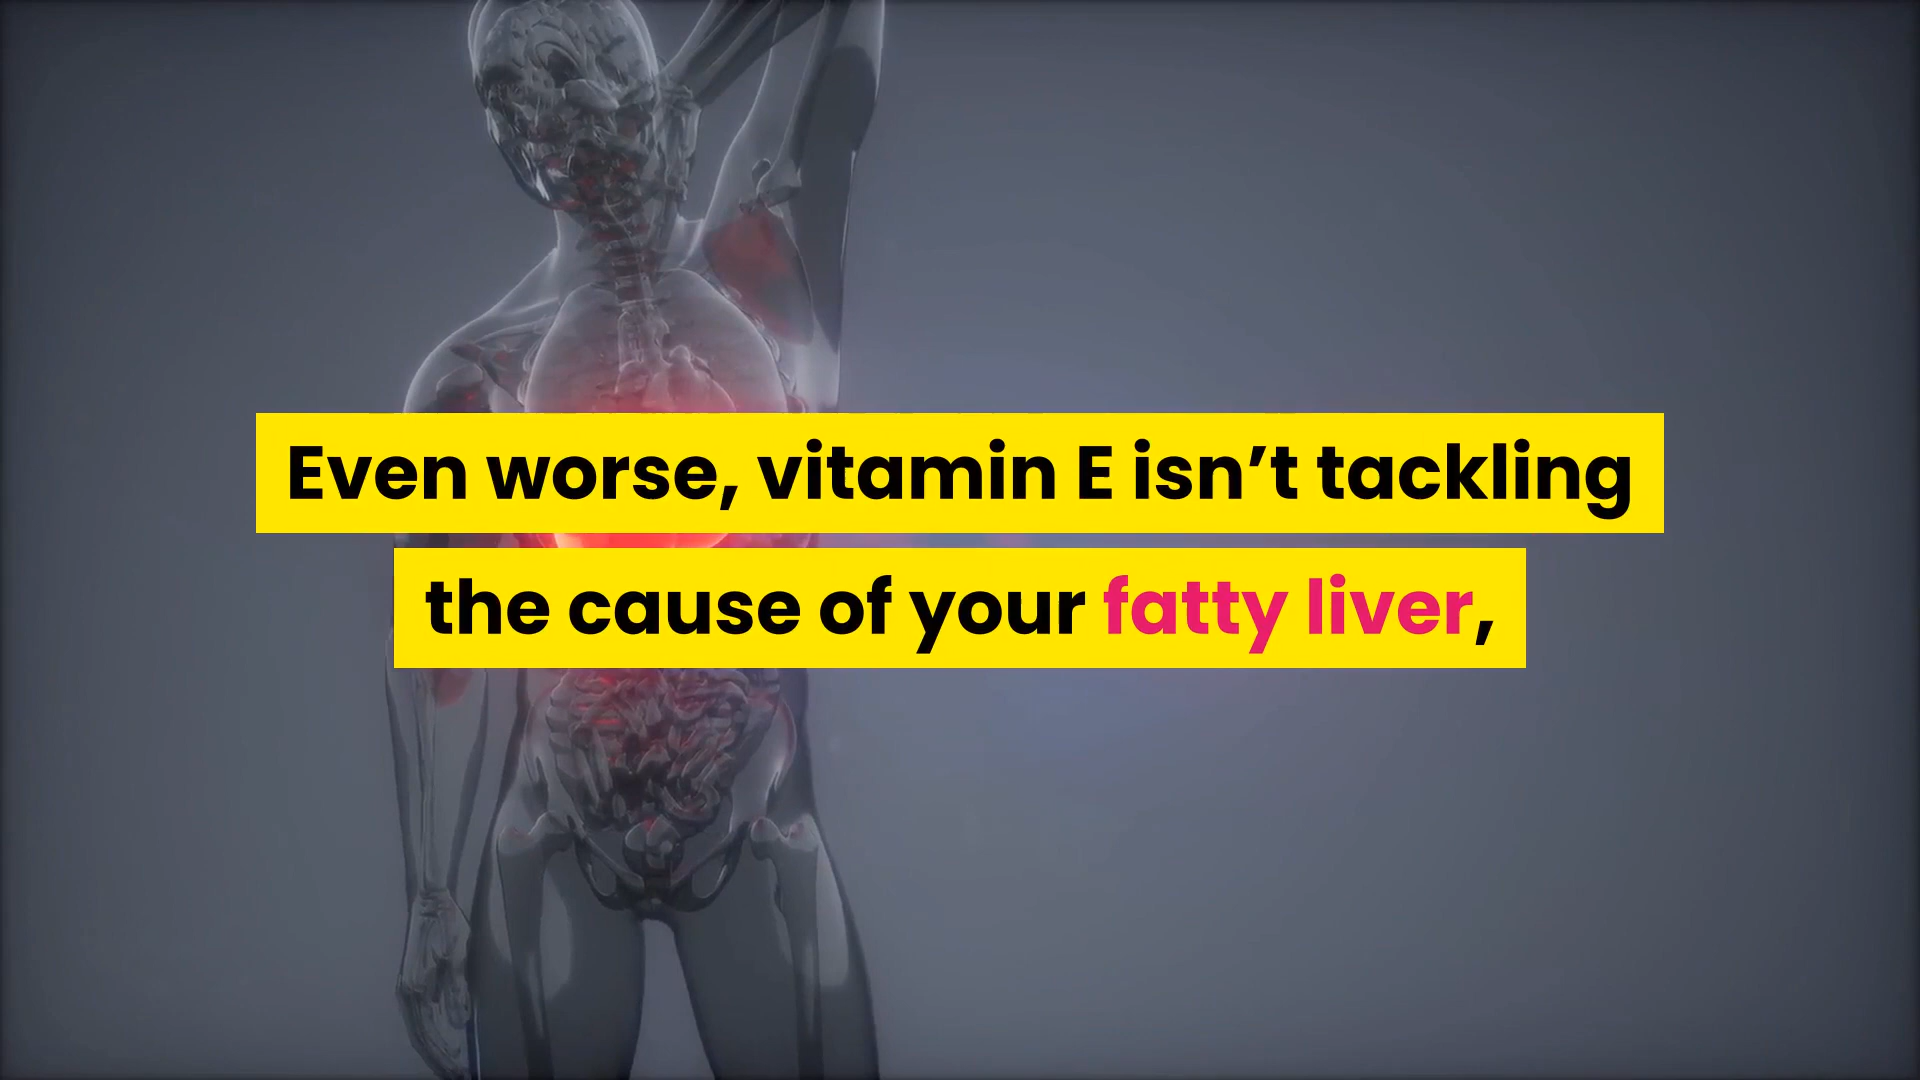 Even worse, vitamin E isn’t tackling
the cause of your fatty liver,